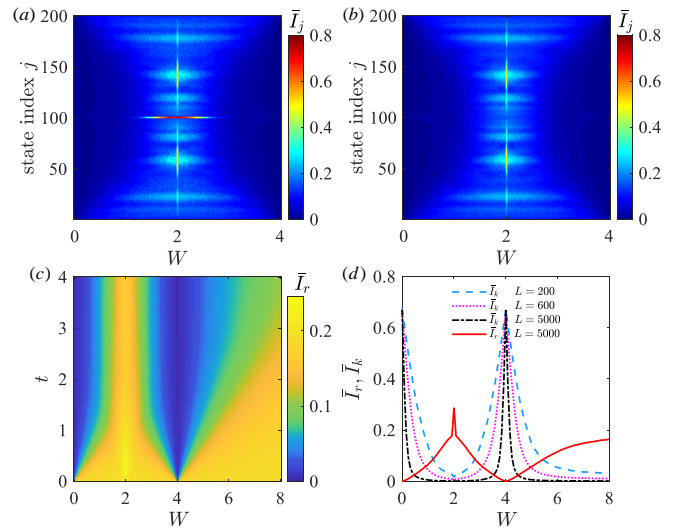 (a)
Ī_j
(b)
Ī_j
200
150
100
50
state index j
0 2 4
W
0.8
0.6
0.4
0.2
0
200
150
100
50
state index j
0 2 4
W
0.8
0.6
0.4
0.2
0
(c)
Ī_r
(d)
4
3
2
1
0
t
0 2 4 6 8
W
0.2
0.1
0
0.8
0.6
0.4
0.2
0
Ī_r, Ī_k
Ī_k L = 200
Ī_k L = 600
Ī_k L = 5000
Ī_r L = 5000
0 2 4 6 8
W